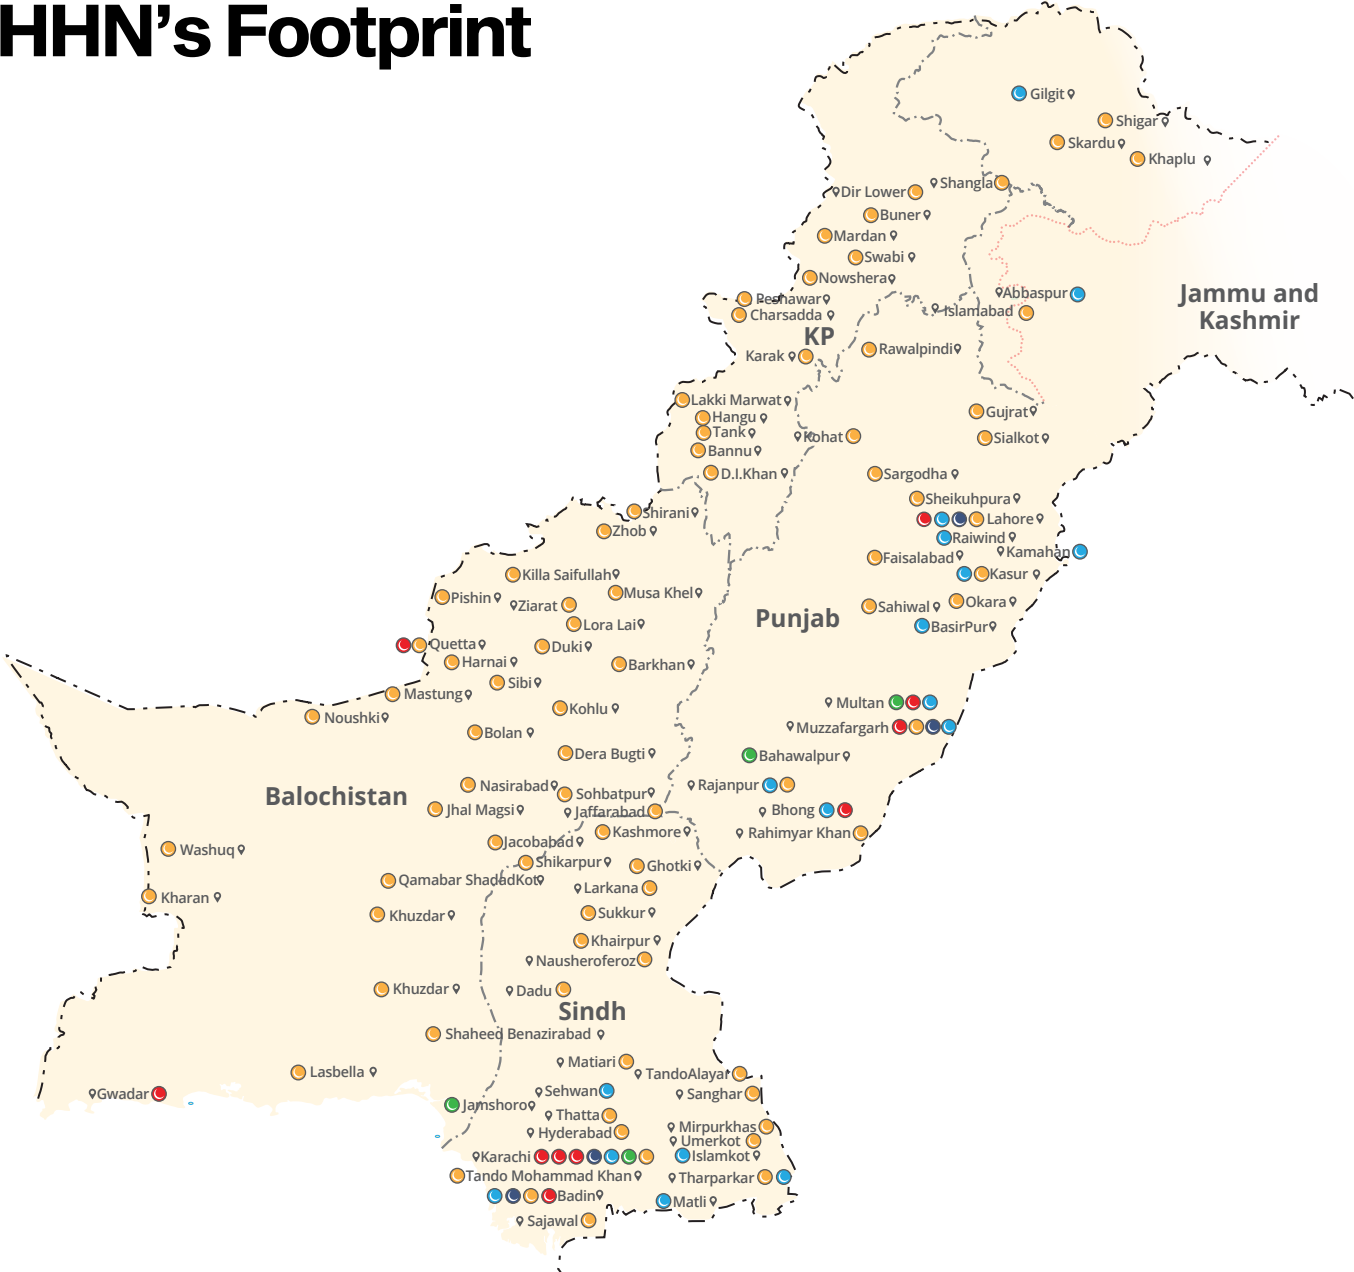 HHN's Footprint
Gilgit
Shigar
Skardu
Khaplu
Shangla
Dir Lower
Buner
Mardan
Swabi
Nowshera
Abbaspur
Jammu and
Kashmir
Peshawar
Islamabad
Charsadda
KP
Karak
Rawalpindi
Lakki Marwat
Gujrat
Hangu
Tank
Kohat
Sialkot
Bannu
D.I.Khan
Sargodha
Sheikuhpura
Shirani
Lahore
Zhob
Raiwind
Kamahan
Faisalabad
Killa Saifullah
Kasur
Musa Khel
Pishin
Ziarat
Okara
Sahiwal
Lora Lai
Punjab
BasirPur
Quetta
Duki
Harnai
Barkhan
Sibi
Mastung
Multan
Kohlu
Noushki
Muzzafargarh
Bolan
Dera Bugti
Bahawalpur
Nasirabad
Rajanpur
Sohbatpur
Balochistan
Jhal Magsi
Jaffarabad
Bhong
Kashmore
Rahimyar Khan
Jacobabad
Washuq
Shikarpur
Ghotki
Qamabar ShadadKot
Larkana
Kharan
Khuzdar
Sukkur
Khairpur
Nausheroferoz
Khuzdar
Dadu
Sindh
Shaheed Benazirabad
Matiari
Lasbella
TandoAlayar
Gwadar
Sehwan
Sanghar
Jamshoro
Thatta
Mirpurkhas
Hyderabad
Umerkot
Karachi
Islamkot
Tando Mohammad Khan
Tharparkar
Badin
Matli
Sajawal